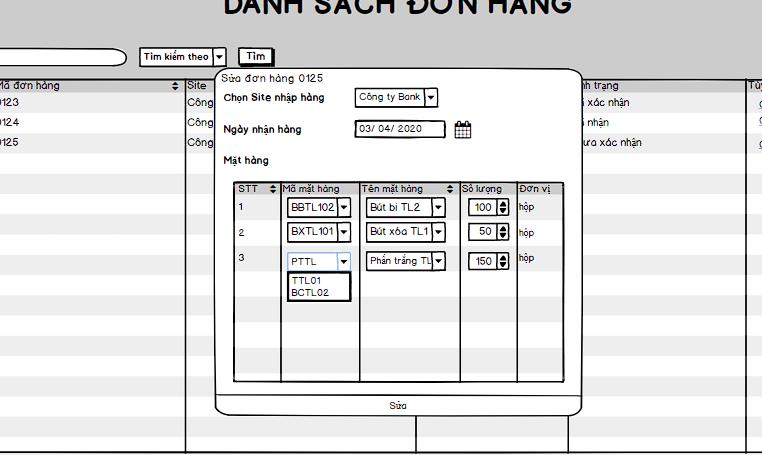 DANH SÁCH ĐƠN HÀNG
Tìm kiếm theo Tìm
Mã đơn hàng Site
0123 Công xác nhận
0124 Công nhận
0125 Công xác nhận
Sửa đơn hàng 0125
Chọn Site nhập hàng Công ty Bank
Ngày nhận hàng 03/ 04/ 2020
Mặt hàng
STT Mã mặt hàng Tên mặt hàng Số lượng Đơn vị
1 BBTL102 Bút bi TL2 100 hộp
2 BXTL101 Bút xóa TL1 50 hộp
3 PTTL Phấn trắng TL 150 hộp
TTL01
BCTL02
Sửa